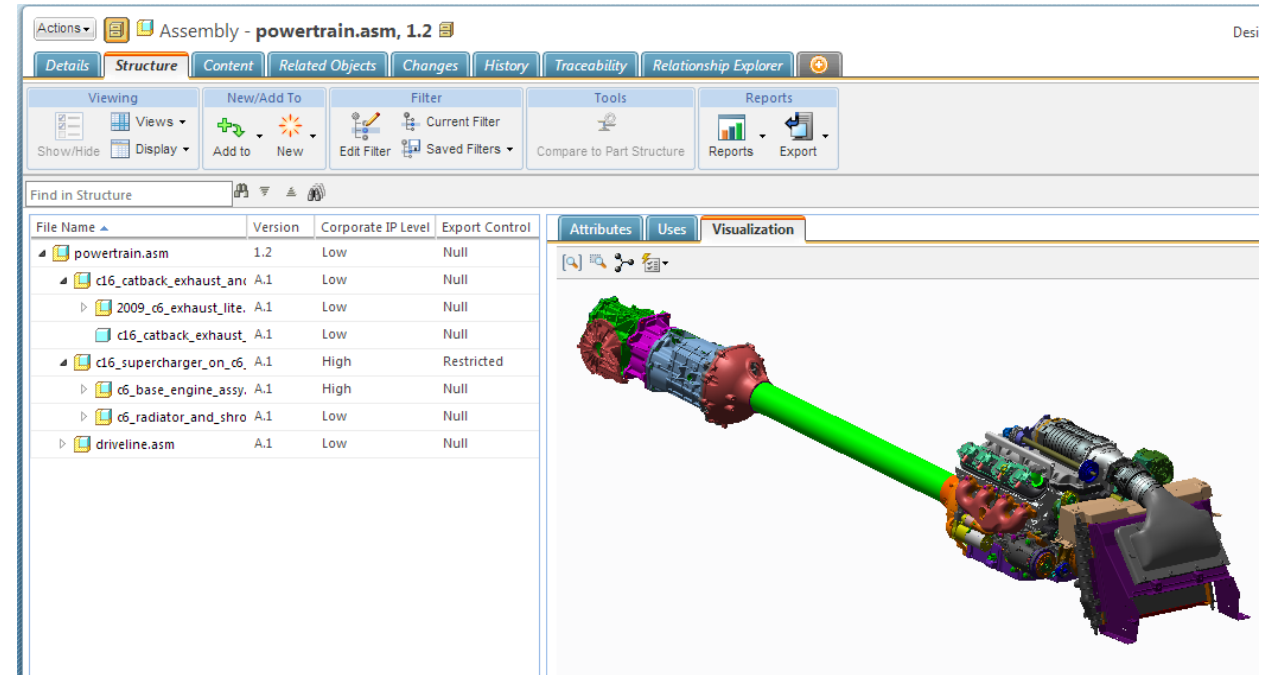 Actions Assembly - powertrain.asm, 1.2
Desi
Details Structure Content Related Objects Changes History Traceability Relationship Explorer
Viewing New/Add To Filter Tools Reports
Views Current Filter
Show/Hide Display Add to New Edit Filter Saved Filters Compare to Part Structure Reports Export
Find in Structure
File Name Version Corporate IP Level Export Control
Attributes Uses Visualization
powertrain.asm 1.2 Low Null
c16_catback_exhaust_and A.1 Low Null
2009_c6_exhaust_lite. A.1 Low Null
c16_catback_exhaust_ A.1 Low Null
c16_supercharger_on_c6_ A.1 High Restricted
c6_base_engine_assy. A.1 High Null
c6_radiator_and_shro A.1 Low Null
driveline.asm A.1 Low Null